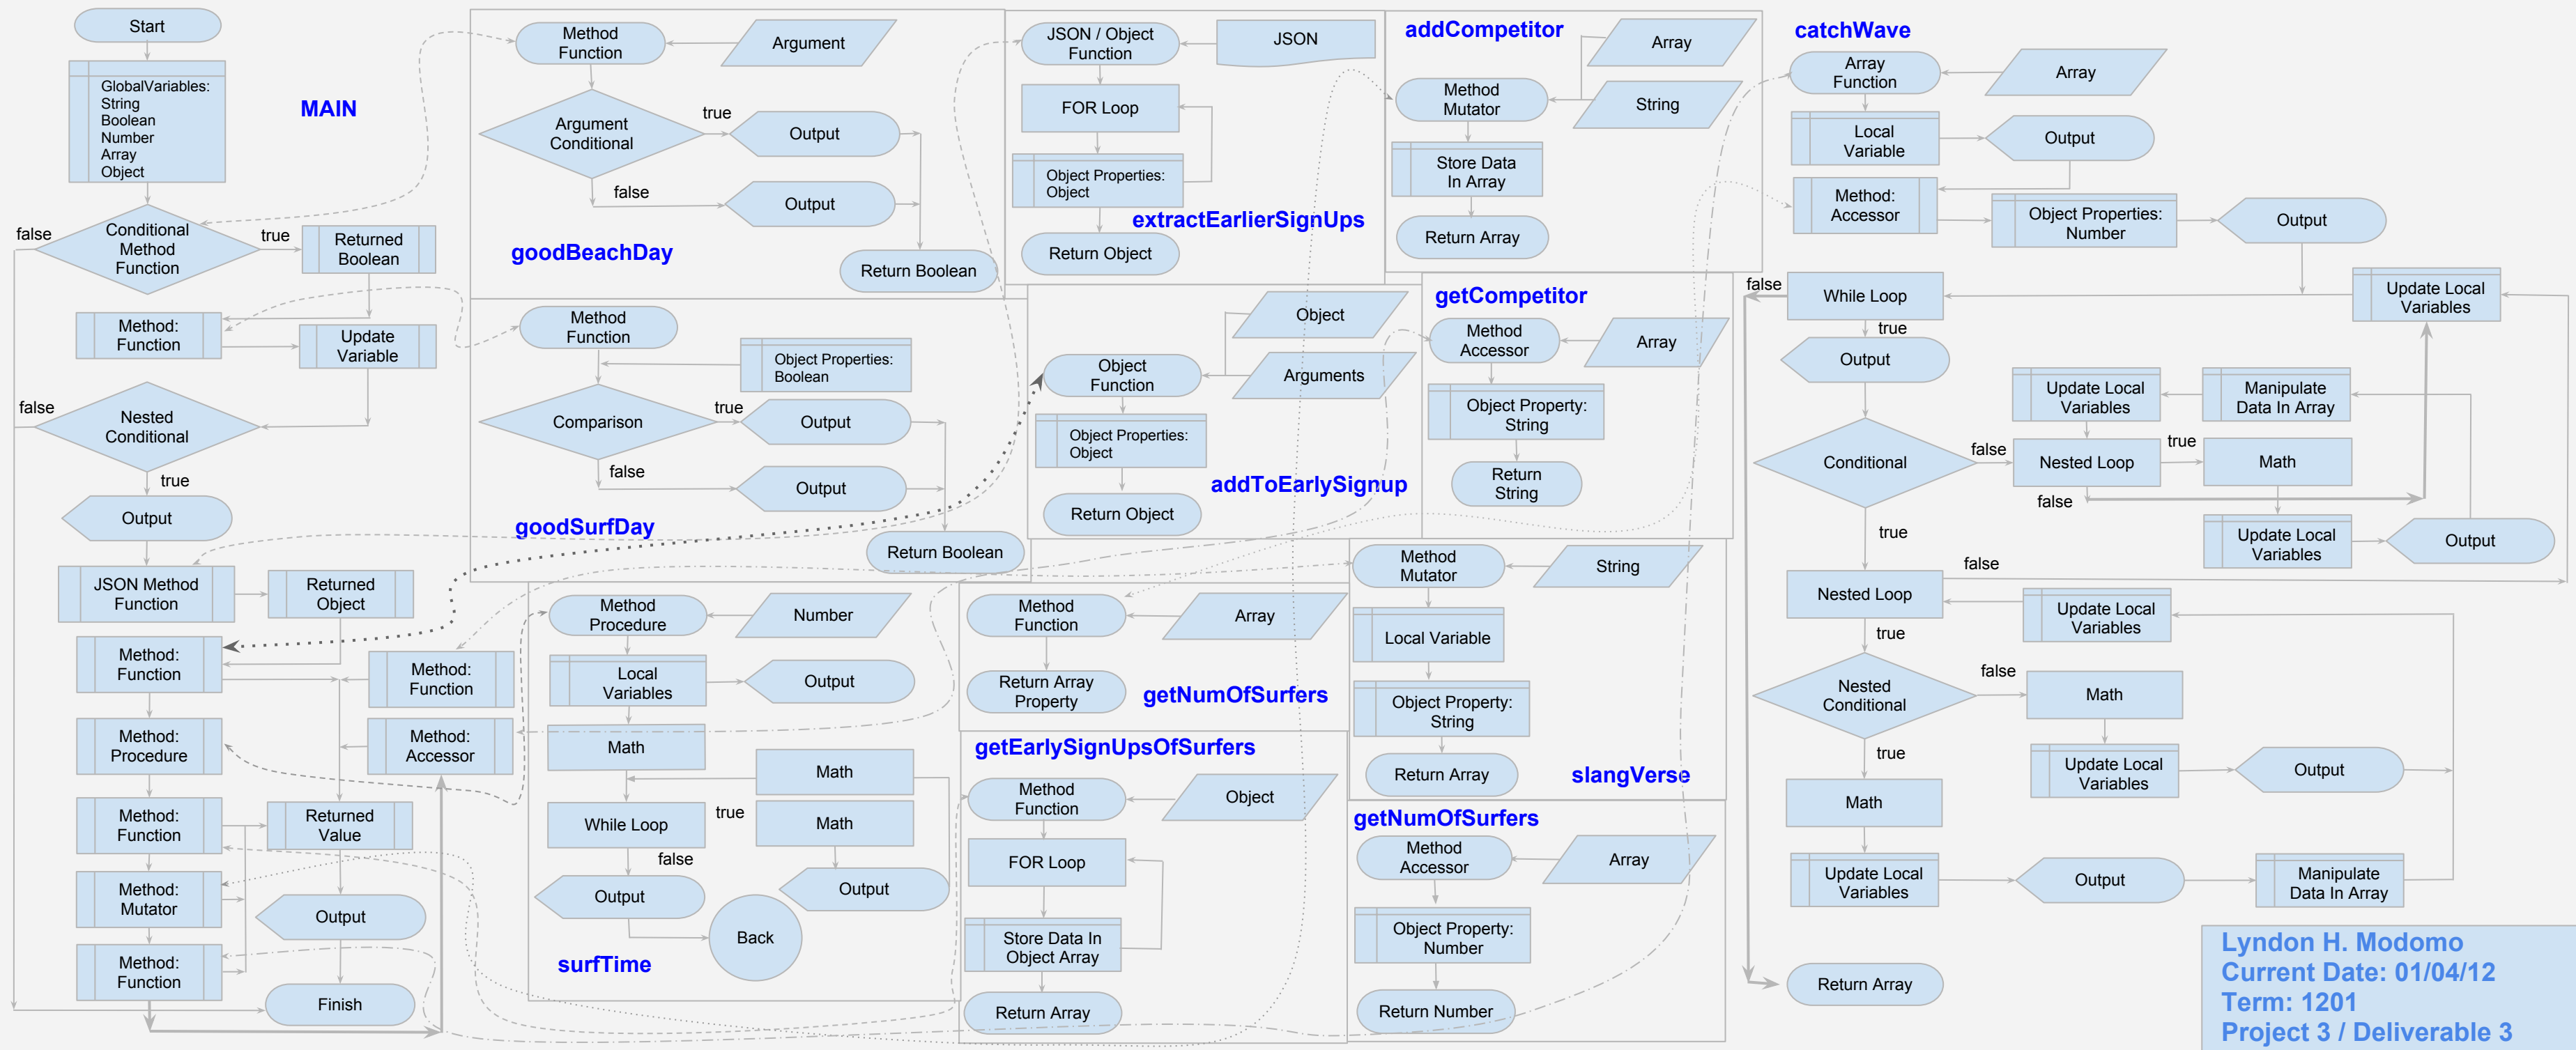 Start
GlobalVariables:
String
Boolean
Number
Array
Object
MAIN
false
Conditional
Method
Function
true
Returned
Boolean
Method:
Function
Update
Variable
false
Nested
Conditional
true
Output
JSON Method
Function
Returned
Object
Method:
Function
Method:
Function
Method:
Procedure
Method:
Accessor
Method:
Function
Returned
Value
Method:
Mutator
Output
Method:
Function
Finish
Method
Function
Argument
Argument
Conditional
true
Output
false
Output
goodBeachDay
Return Boolean
Method
Function
Object Properties:
Boolean
Comparison
true
Output
false
Output
goodSurfDay
Return Boolean
Method
Procedure
Number
Local
Variables
Output
Math
Math
While Loop
true
Math
false
Output
Output
Back
surfTime
JSON / Object
Function
JSON
FOR Loop
Object Properties:
Object
extractEarlierSignUps
Return Object
Object
Object
Function
Arguments
Object Properties:
Object
addToEarlySignup
Return Object
Method
Function
Array
Return Array
Property
getNumOfSurfers
getEarlySignUpsOfSurfers
Method
Function
Object
FOR Loop
Store Data In
Object Array
Return Array
addCompetitor
Array
Method
Mutator
String
Store Data
In Array
Return Array
getCompetitor
Method
Accessor
Array
Object Property:
String
Return
String
Method
Mutator
String
Local Variable
Object Property:
String
Return Array
slangVerse
getNumOfSurfers
Method
Accessor
Array
Object Property:
Number
Return Number
catchWave
Array
Function
Array
Local
Variable
Output
Method:
Accessor
Object Properties:
Number
Output
false
While Loop
Update Local
Variables
true
Output
Update Local
Variables
Manipulate
Data In Array
Conditional
false
Nested Loop
true
Math
false
Update Local
Variables
Output
true
false
Nested Loop
Update Local
Variables
true
Nested
Conditional
false
Math
true
Update Local
Variables
Output
Math
Update Local
Variables
Output
Manipulate
Data In Array
Return Array
Lyndon H. Modomo
Current Date: 01/04/12
Term: 1201
Project 3 / Deliverable 3